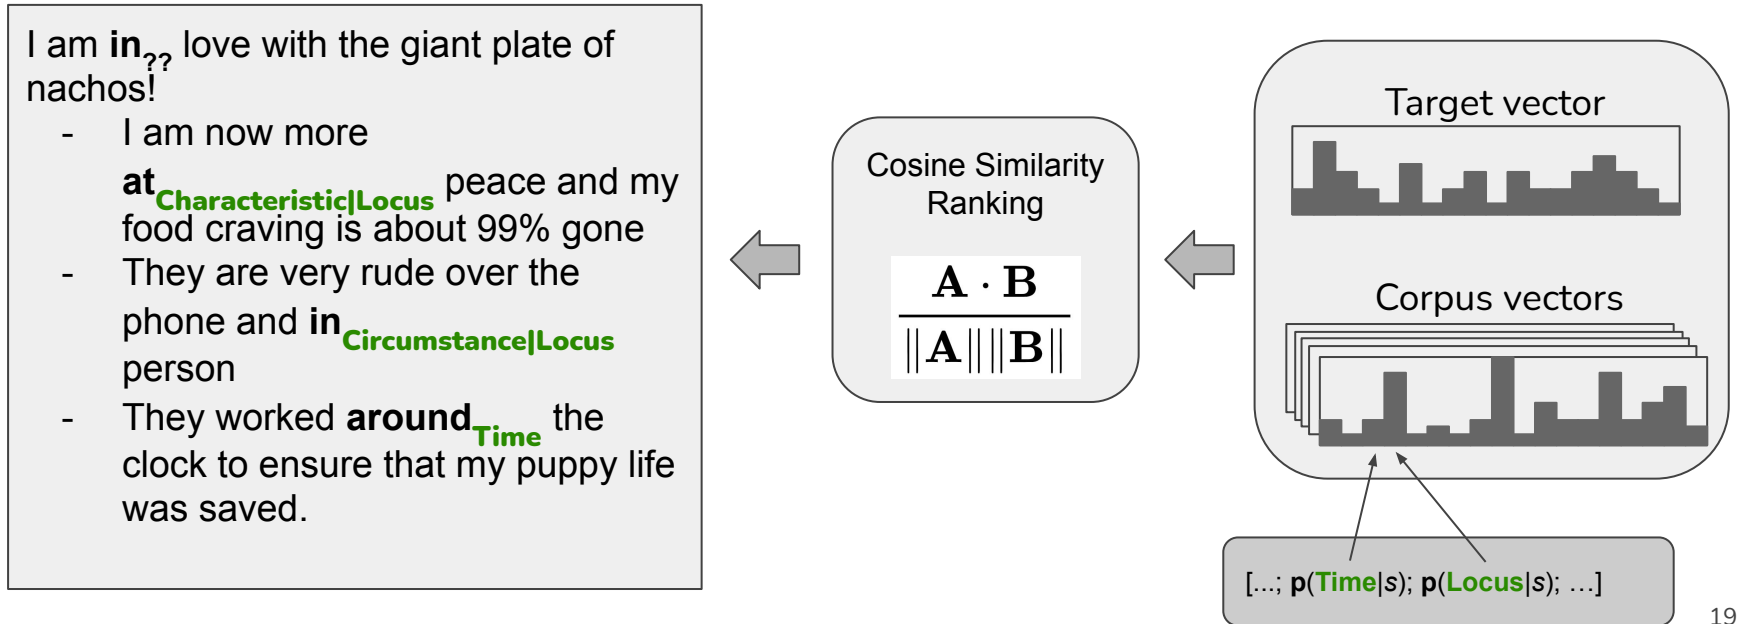 I am in?? love with the giant plate of
nachos!
- I am now more
atCharacteristic|Locus peace and my
food craving is about 99% gone
- They are very rude over the
phone and inCircumstance|Locus
person
- They worked aroundTime the
clock to ensure that my puppy life
was saved.
Cosine Similarity
Ranking
A · B
||A|| ||B||
Target vector
Corpus vectors
[...; p(Time|s); p(Locus|s); …]
19